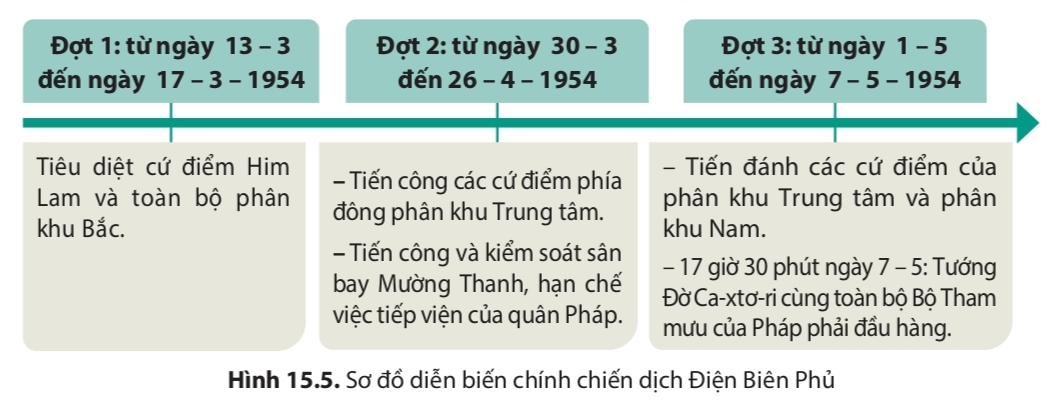 Đợt 1: từ ngày 13 – 3
đến ngày 17 – 3 – 1954
Tiêu diệt cứ điểm Him
Lam và toàn bộ phân
khu Bắc.
Đợt 2: từ ngày 30 – 3
đến 26 – 4 – 1954
– Tiến công các cứ điểm phía
đông phân khu Trung tâm.
– Tiến công và kiểm soát sân
bay Mường Thanh, hạn chế
việc tiếp viện của quân Pháp.
Đợt 3: từ ngày 1 – 5
đến ngày 7 – 5 – 1954
– Tiến đánh các cứ điểm của
phân khu Trung tâm và phân
khu Nam.
– 17 giờ 30 phút ngày 7 – 5: Tướng
Đờ Ca-xtơ-ri cùng toàn bộ Bộ Tham
mưu của Pháp phải đầu hàng.
Hình 15.5. Sơ đồ diễn biến chính chiến dịch Điện Biên Phủ